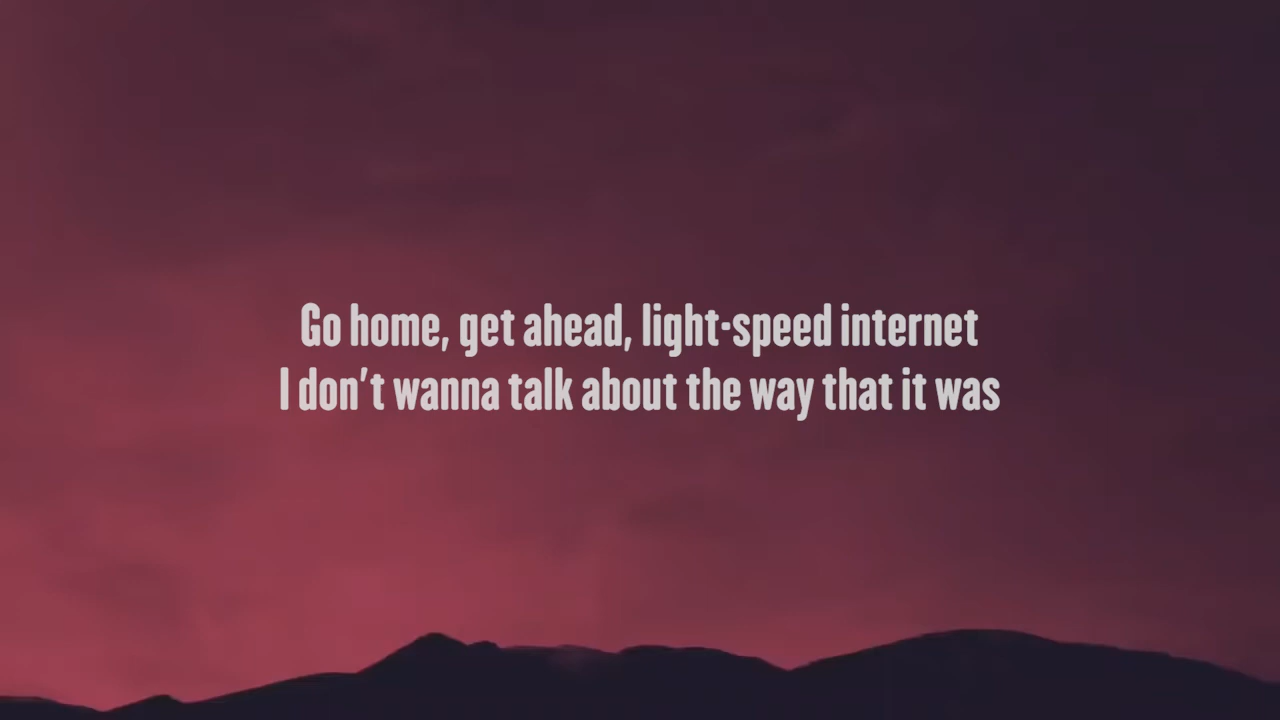 Go home, get ahead, light-speed internet
I don't wanna talk about the way that it was